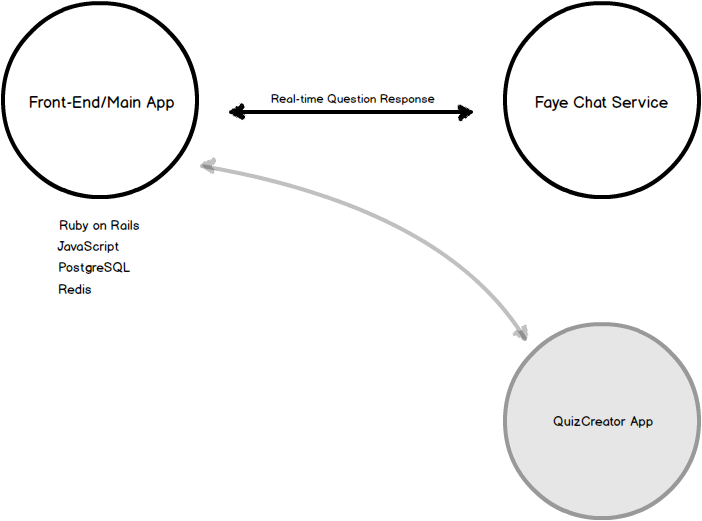 Front-End/Main App
Real-time Question Response
Faye Chat Service
Ruby on Rails
JavaScript
PostgreSQL
Redis
QuizCreator App